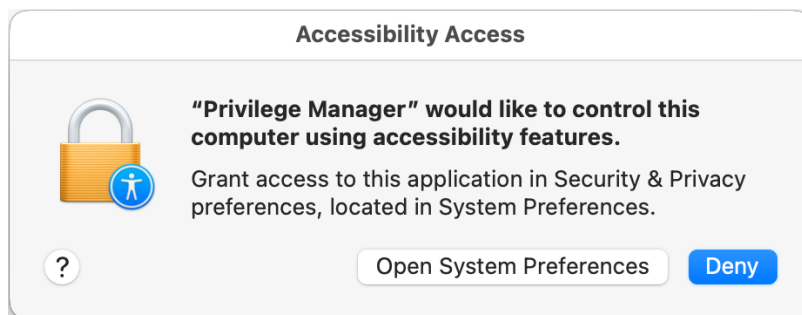 Accessibility Access
“Privilege Manager” would like to control this
computer using accessibility features.
Grant access to this application in Security & Privacy
preferences, located in System Preferences.
?
Open System Preferences
Deny